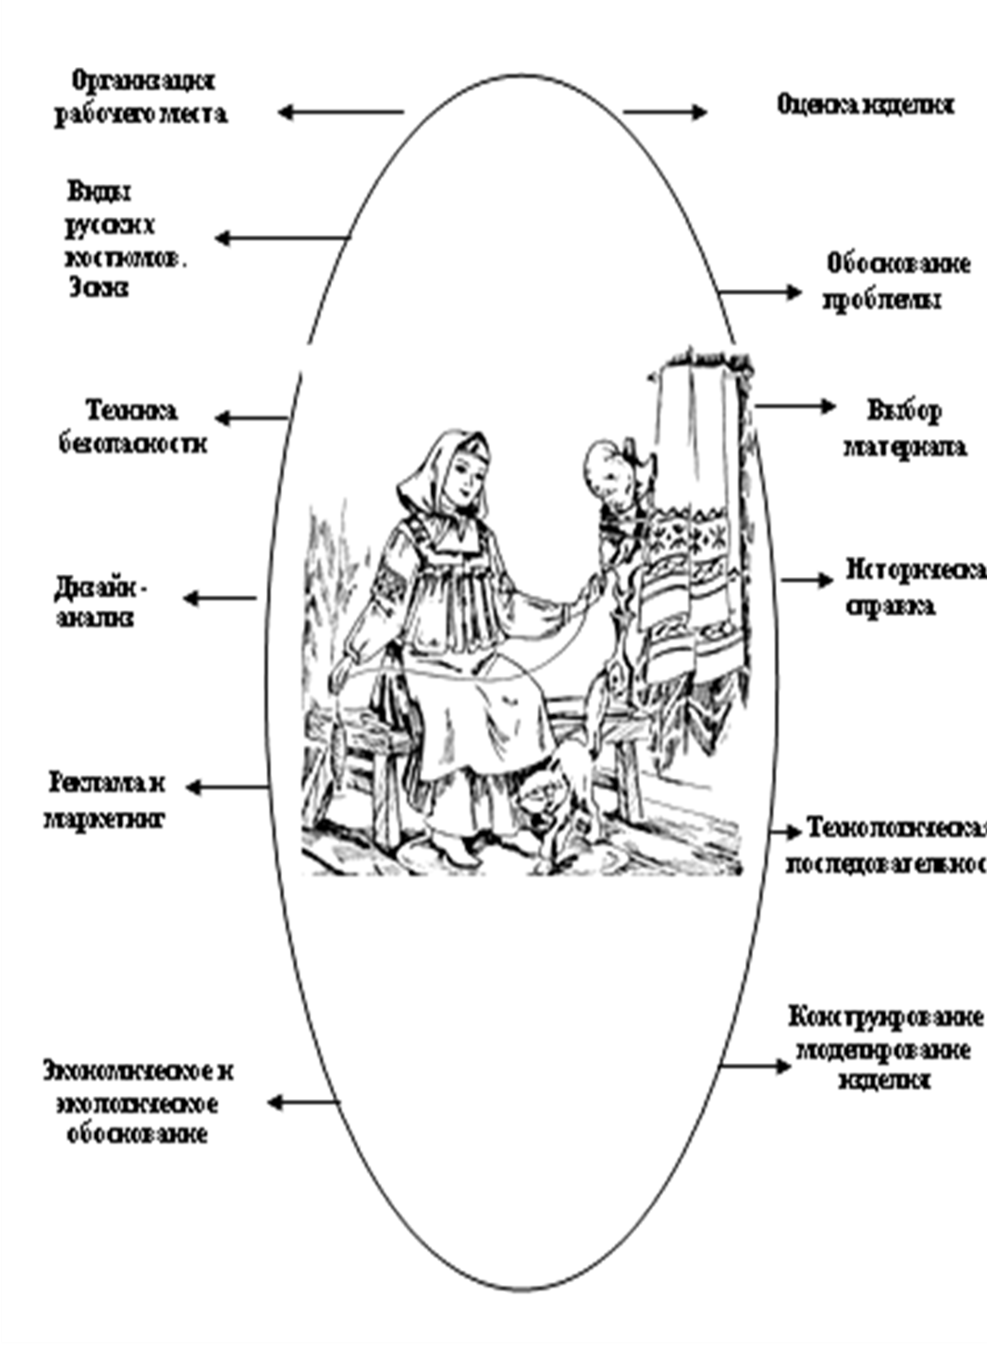 Организация
рабочего места
Виды
русских
костюмов.
Эскиз
Техника
безопасности
Дизайн -
анализ
Реклама и
маркетинг
Экономическое и
экологическое
обоснование
Оценка изделия
Обоснование
проблемы
Выбор
материала
Историческа
справка
Технологическа
последовательнос
Конструирование
моделирование
изделия